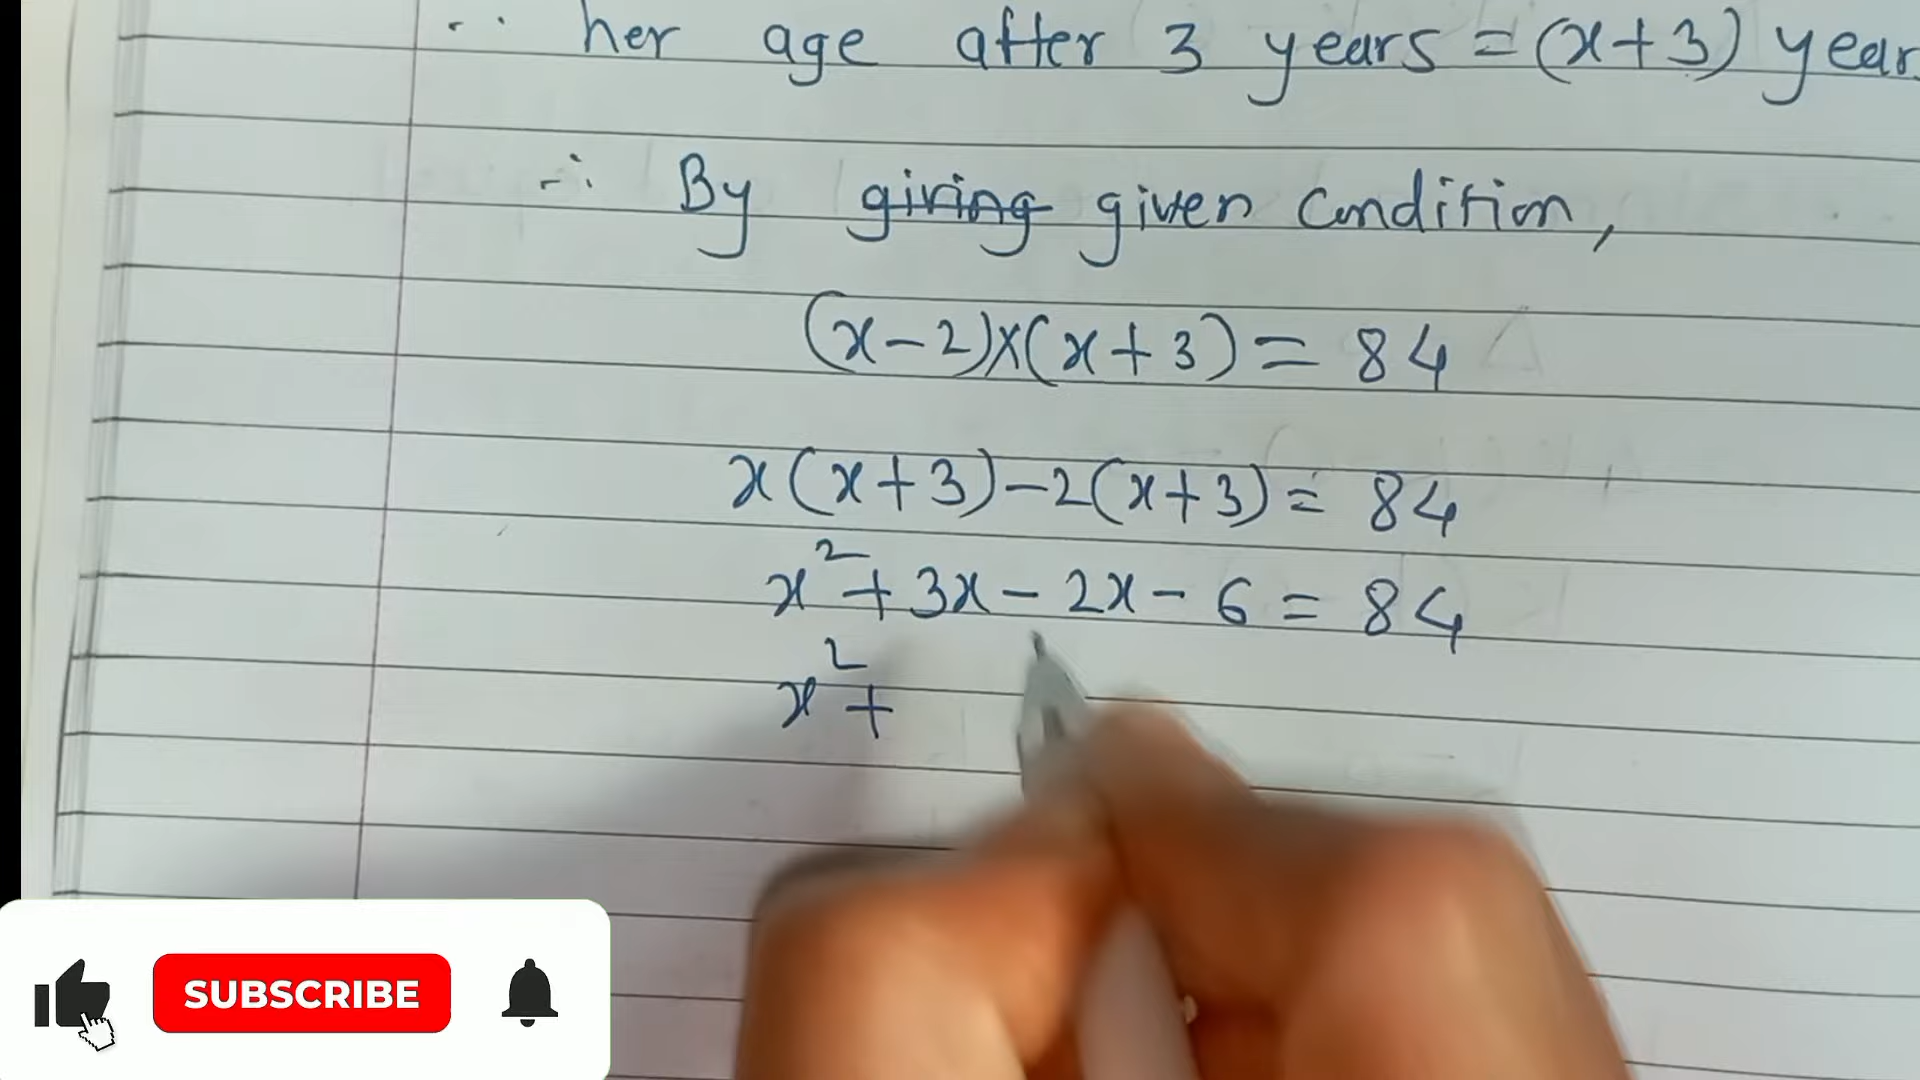 ∴ her age after 3 years = (x+3) year
∴ By giving given condition,
(x-2)×(x+3) = 84
x(x+3)-2(x+3) = 84
x²+3x-2x-6 = 84
x²+
SUBSCRIBE